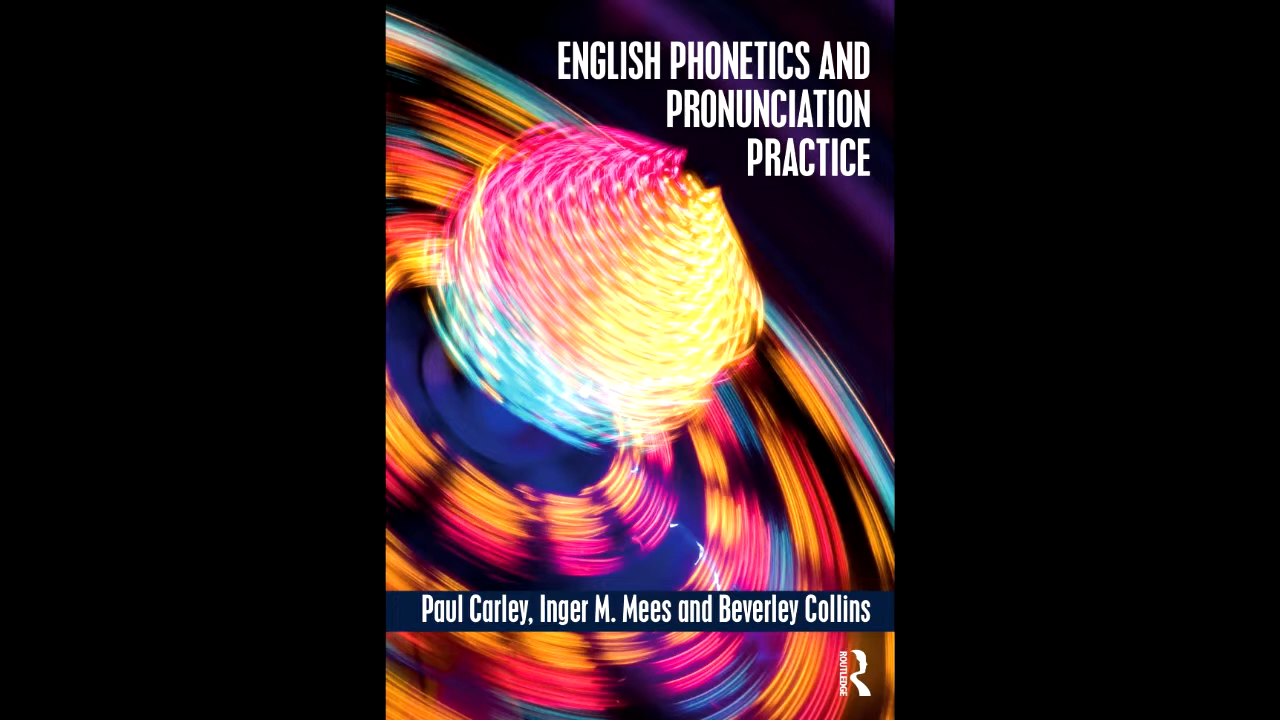 ENGLISH PHONETICS AND
PRONUNCIATION
PRACTICE
Paul Carley, Inger M. Mees and Beverley Collins
ROUTLEDGE